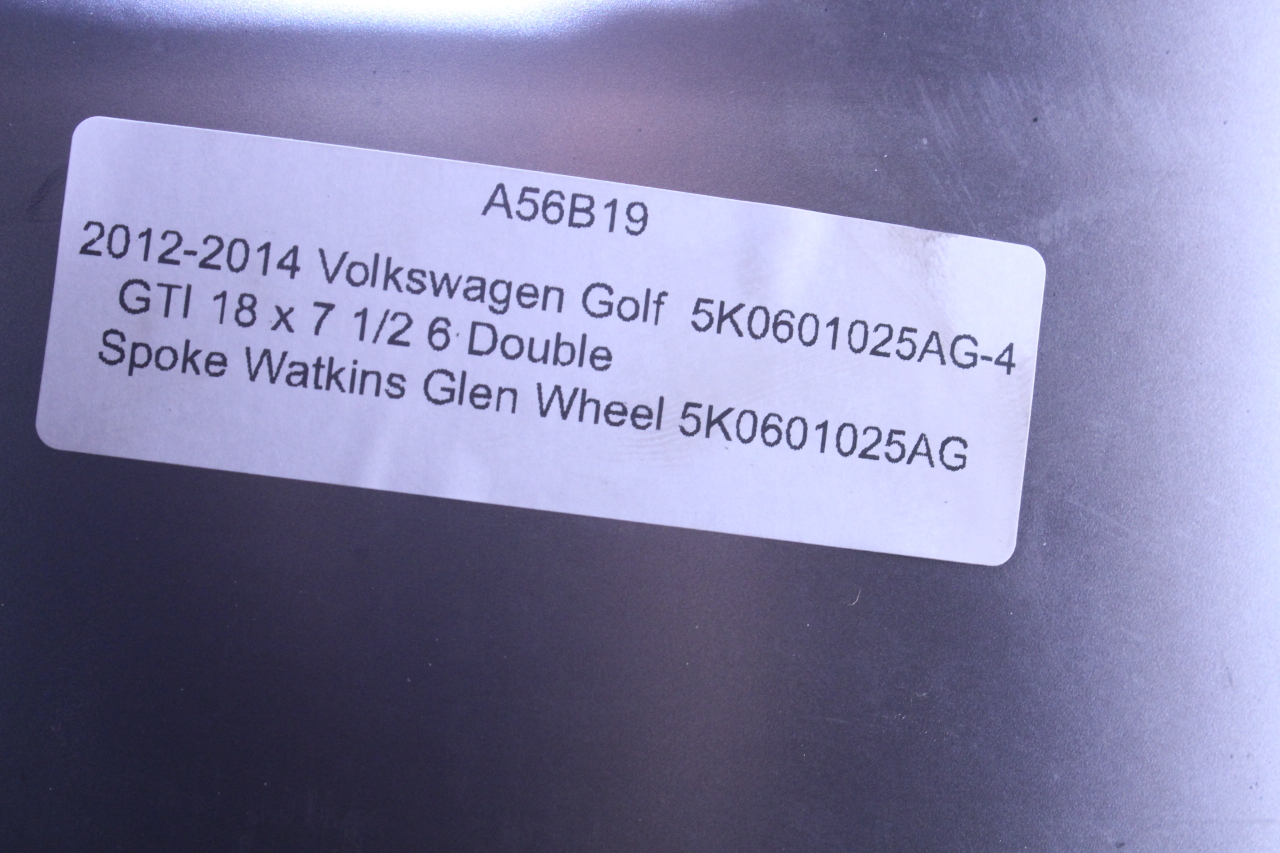 A56B19
2012-2014 Volkswagen Golf 5K0601025AG-4
GTI 18 x 7 1/2 6 Double
Spoke Watkins Glen Wheel 5K0601025AG